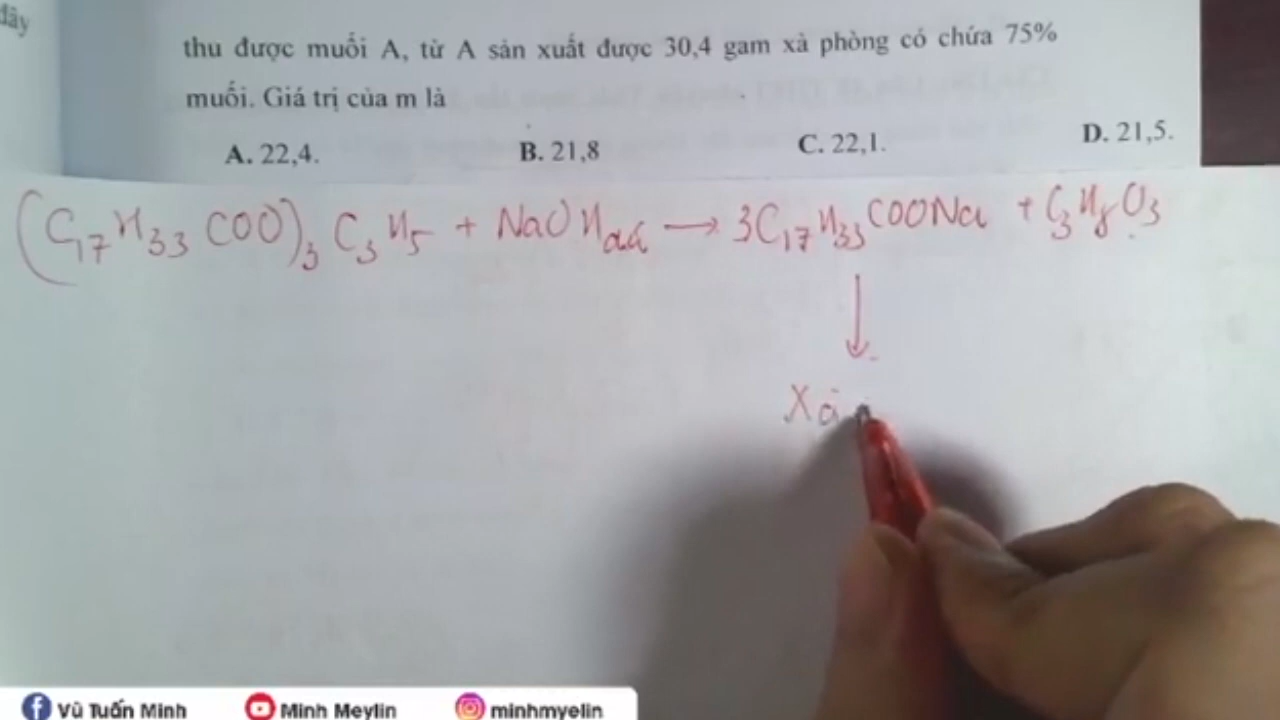 đây
thu được muối A, từ A sản xuất được 30,4 gam xà phòng có chứa 75%
muối. Giá trị của m là
A. 22,4. B. 21,8 C. 22,1. D. 21,5.
(C₁₇H₃₃COO)₃C₃H₅ + NaOH → 3C₁₇H₃₃COONa + C₃H₈O₃
Xà
Vũ Tuấn Minh Minh Meylin minhmyelin